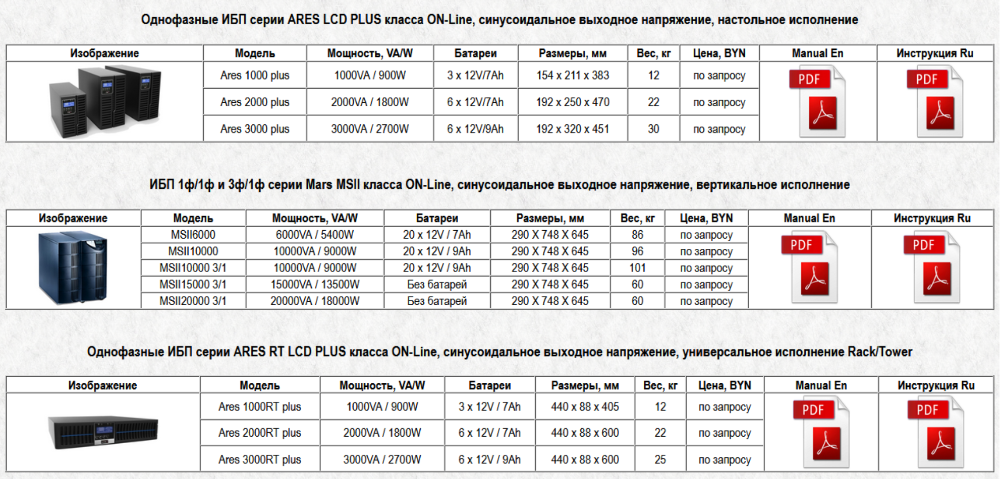 Однофазные ИБП серии ARES LCD PLUS класса ON-Line, синусоидальное выходное напряжение, настольное исполнение
Изображение Модель Мощность, VA/W Батареи Размеры, мм Вес, кг Цена, BYN Manual En Инструкция Ru
Ares 1000 plus 1000VA / 900W 3 x 12V/7Ah 154 x 211 x 383 12 по запросу PDF PDF
Ares 2000 plus 2000VA / 1800W 6 x 12V/7Ah 192 x 250 x 470 22 по запросу
Ares 3000 plus 3000VA / 2700W 6 x 12V/9Ah 192 x 320 x 451 30 по запросу
ИБП 1ф/1ф и 3ф/1ф серии Mars MSII класса ON-Line, синусоидальное выходное напряжение, вертикальное исполнение
Изображение Модель Мощность, VA/W Батареи Размеры, мм Вес, кг Цена, BYN Manual En Инструкция Ru
MSII6000 6000VA / 5400W 20 x 12V / 7Ah 290 X 748 X 645 86 по запросу PDF PDF
MSII10000 10000VA / 9000W 20 x 12V / 9Ah 290 X 748 X 645 96 по запросу
MSII10000 3/1 10000VA / 9000W 20 x 12V / 9Ah 290 X 748 X 645 101 по запросу
MSII15000 3/1 15000VA / 13500W Без батарей 290 X 748 X 645 60 по запросу
MSII20000 3/1 20000VA / 18000W Без батарей 290 X 748 X 645 60 по запросу
Однофазные ИБП серии ARES RT LCD PLUS класса ON-Line, синусоидальное выходное напряжение, универсальное исполнение Rack/Tower
Изображение Модель Мощность, VA/W Батареи Размеры, мм Вес, кг Цена, BYN Manual En Инструкция Ru
Ares 1000RT plus 1000VA / 900W 3 x 12V / 7Ah 440 x 88 x 405 12 по запросу PDF PDF
Ares 2000RT plus 2000VA / 1800W 6 x 12V / 7Ah 440 x 88 x 600 22 по запросу
Ares 3000RT plus 3000VA / 2700W 6 x 12V / 9Ah 440 x 88 x 600 25 по запросу